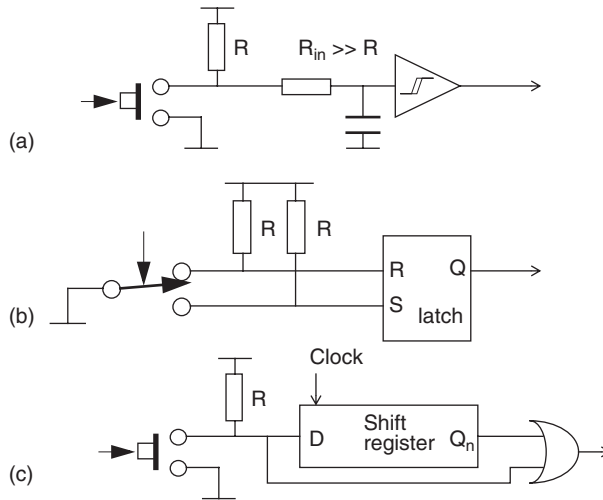 R
R_in >> R
(a)
R
R
R
Q
S
latch
(b)
Clock
R
D
Shift
register
Q_n
(c)